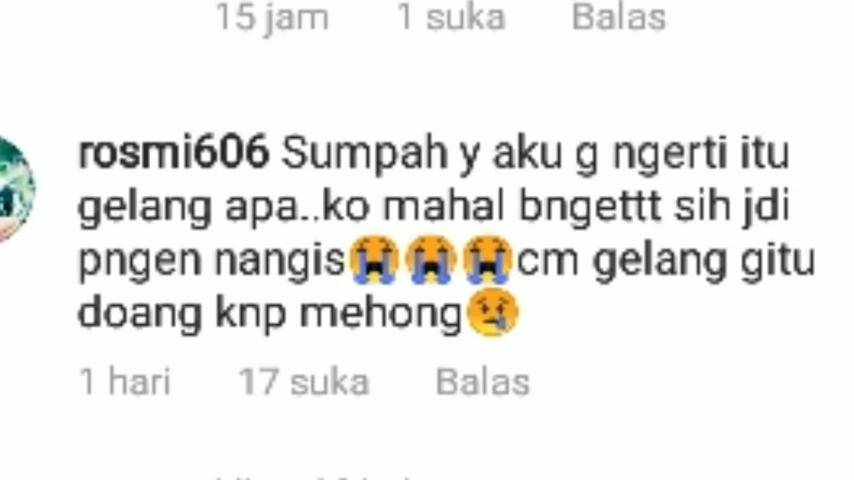 15 jam 1 suka Balas
rosmi606 Sumpah y aku g ngerti itu
gelang apa..ko mahal bngettt sih jdi
pngen nangis😭😭😭cm gelang gitu
doang knp mehong😢
1 hari 17 suka Balas